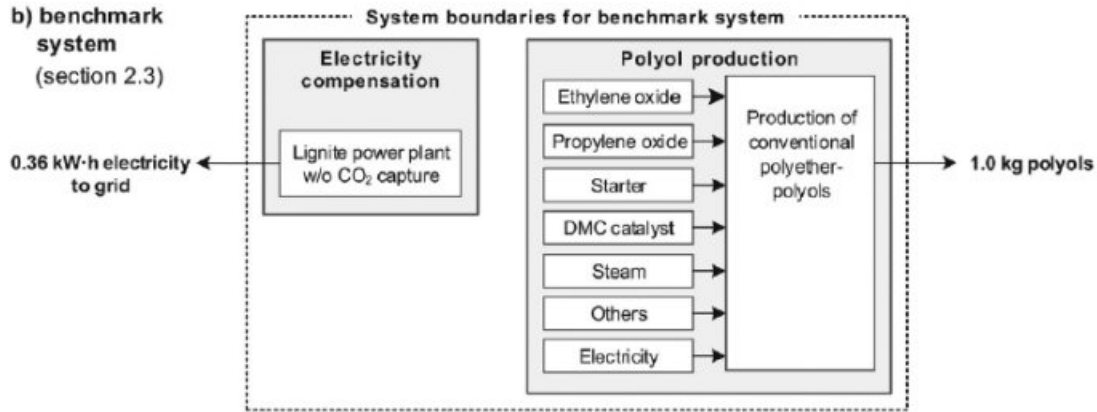 b) benchmark
system
(section 2.3)
System boundaries for benchmark system
Electricity
compensation
Lignite power plant
w/o CO₂ capture
0.36 kW·h electricity
to grid
Polyol production
Ethylene oxide
Propylene oxide
Starter
DMC catalyst
Steam
Others
Electricity
Production of
conventional
polyether-
polyols
1.0 kg polyols